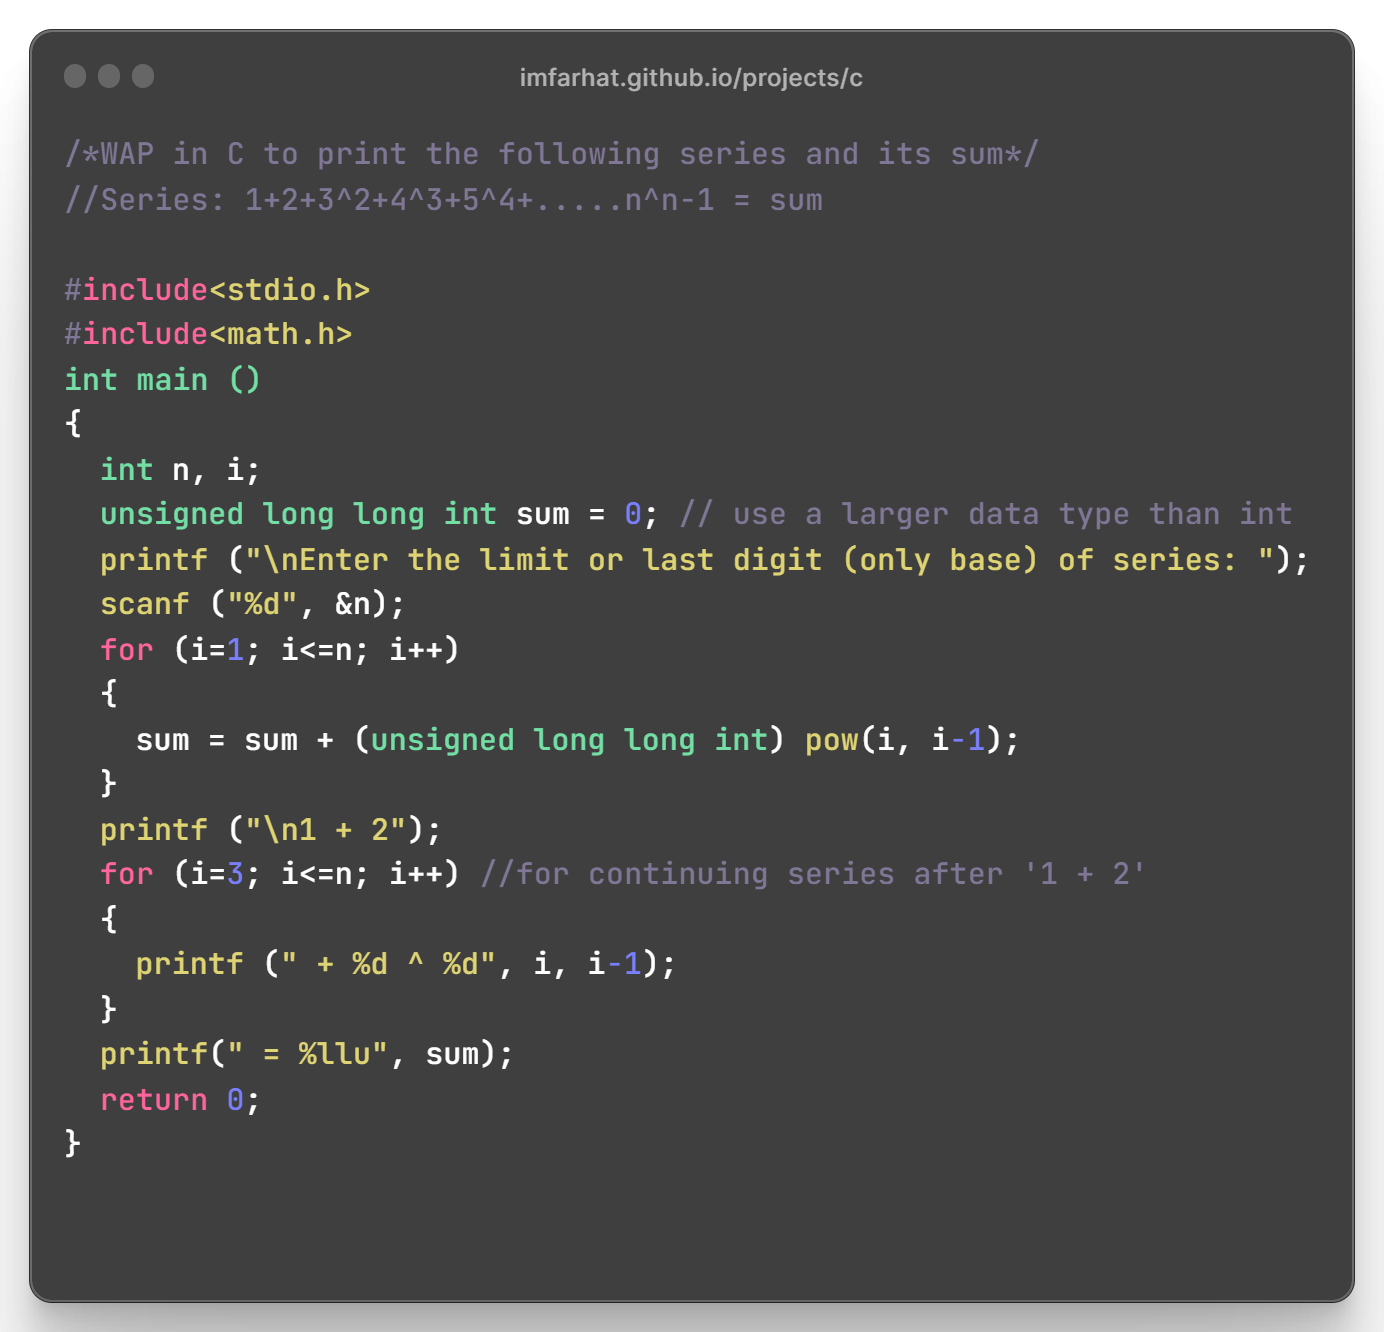 imfarhat.github.io/projects/c
/*WAP in C to print the following series and its sum*/
//Series: 1+2+3^2+4^3+5^4+.....n^n-1 = sum
#include<stdio.h>
#include<math.h>
int main ()
{
  int n, i;
  unsigned long long int sum = 0; // use a larger data type than int
  printf ("\nEnter the limit or last digit (only base) of series: ");
  scanf ("%d", &n);
  for (i=1; i<=n; i++)
  {
    sum = sum + (unsigned long long int) pow(i, i-1);
  }
  printf ("\n1 + 2");
  for (i=3; i<=n; i++) //for continuing series after '1 + 2'
  {
    printf (" + %d ^ %d", i, i-1);
  }
  printf(" = %llu", sum);
  return 0;
}